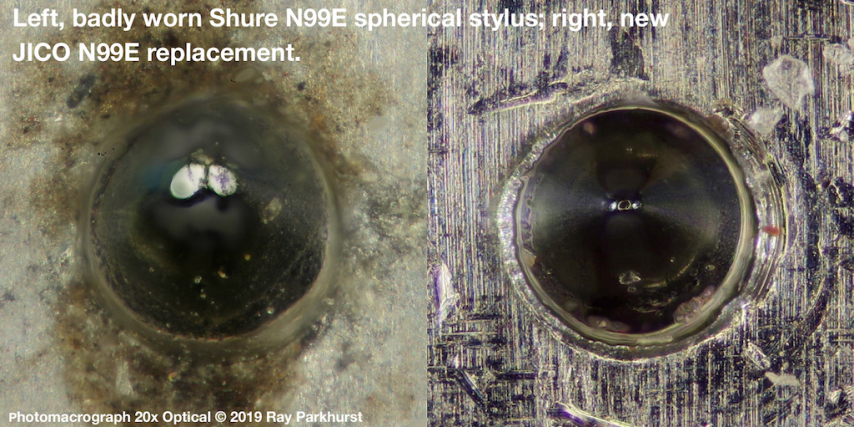 Left, badly worn Shure N99E spherical stylus; right, new
JICO N99E replacement.
Photomacrograph 20x Optical © 2019 Ray Parkhurst